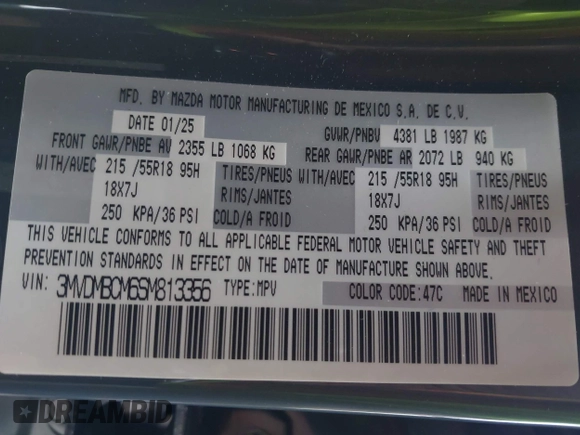 MFD. BY MAZDA MOTOR MANUFACTURING DE MEXICO S.A. DE C.V.
DATE 01/25 GVWR/PNBV 4381 LB 1987 KG
FRONT GAWR/PNBE AV 2355 LB 1068 KG REAR GAWR/PNBE AR 2072 LB 940 KG
WITH/AVEC 215 /55R18 95H TIRES/PNEUS WITH/AVEC 215 /55R18 95H TIRES/PNEUS
18X7J RIMS/JANTES 18X7J RIMS/JANTES
250 KPA/36 PSI COLD/A FROID 250 KPA/36 PSI COLD/A FROID
THIS VEHICLE CONFORMS TO ALL APPLICABLE FEDERAL MOTOR VEHICLE SAFETY AND THEFT
PREVENTION STANDARDS IN EFFECT ON THE DATE OF MANUFACTURE SHOWN ABOVE.
VIN: 3MVDMBCM6SM813356 TYPE:MPV COLOR CODE:47C MADE IN MEXICO
DREAMBID